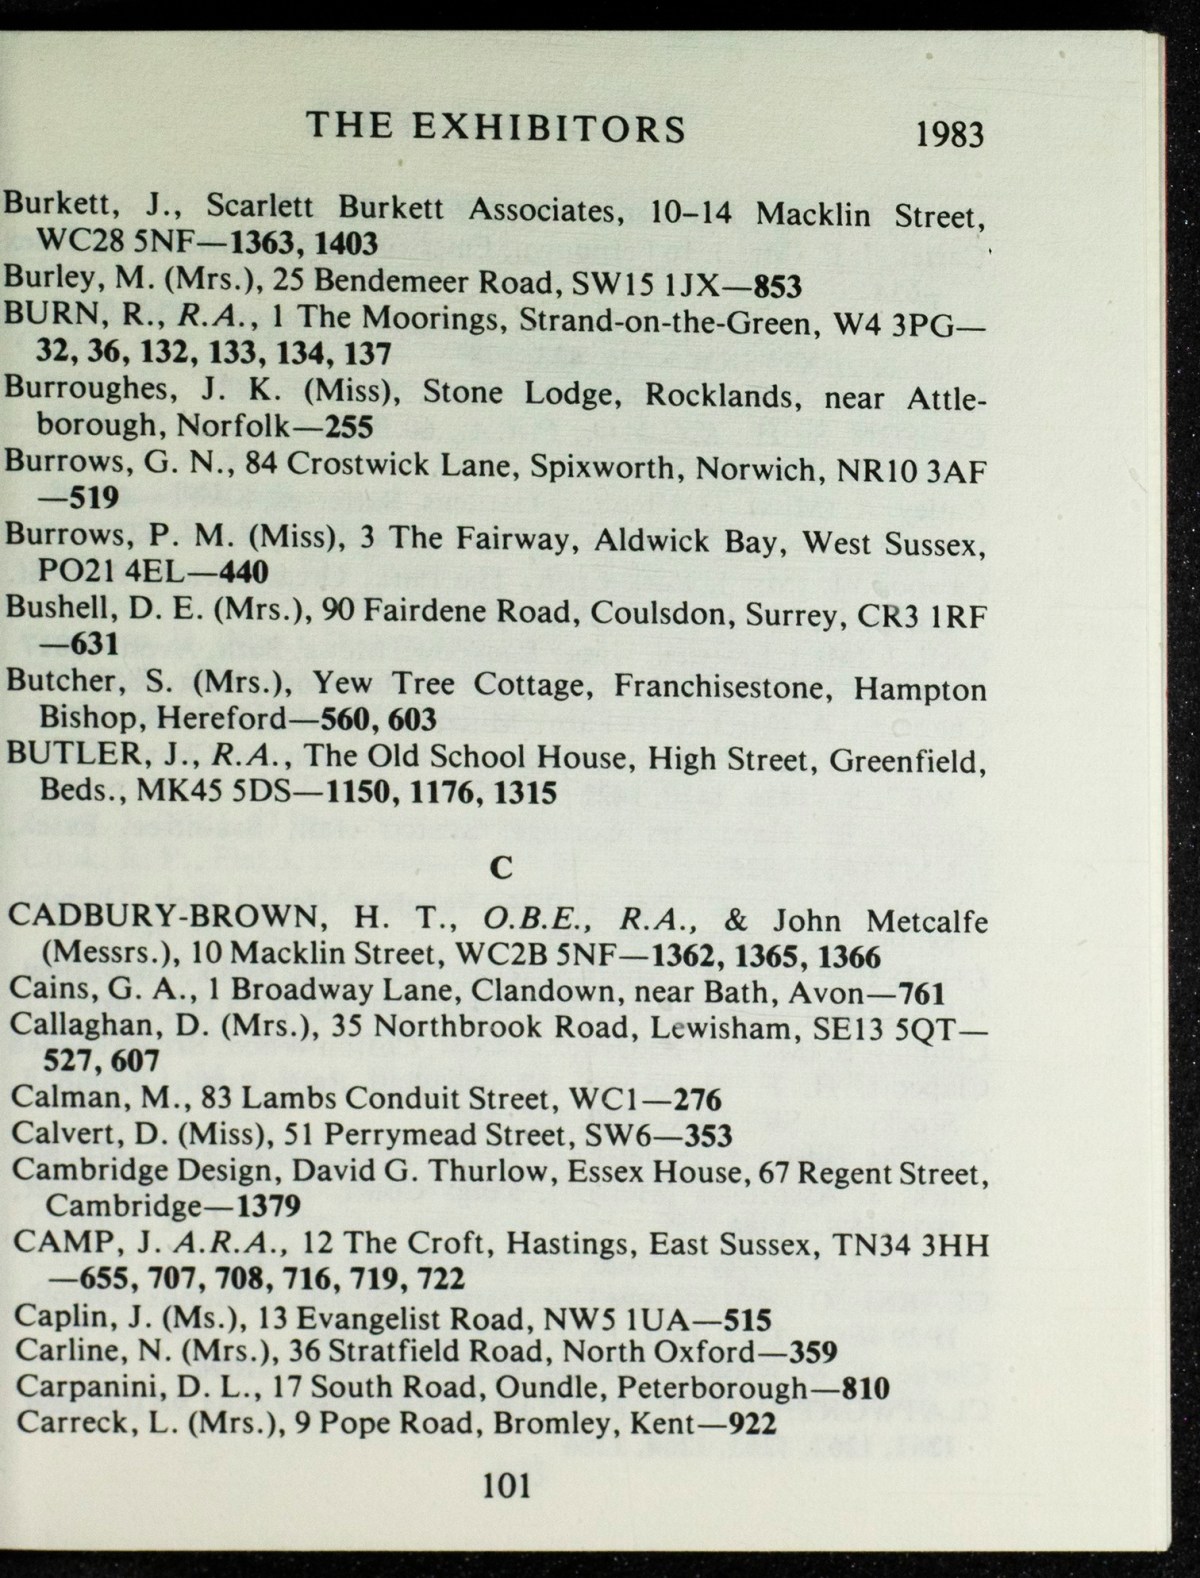 THE EXHIBITORS 1983
Burkett, J., Scarlett Burkett Associates, 10–14 Macklin Street,
WC28 5NF—1363, 1403
Burley, M. (Mrs.), 25 Bendemeer Road, SW15 1JX—853
BURN, R., R.A., 1 The Moorings, Strand-on-the-Green, W4 3PG—
32, 36, 132, 133, 134, 137
Burroughes, J. K. (Miss), Stone Lodge, Rocklands, near Attle-
borough, Norfolk—255
Burrows, G. N., 84 Crostwick Lane, Spixworth, Norwich, NR10 3AF
—519
Burrows, P. M. (Miss), 3 The Fairway, Aldwick Bay, West Sussex,
PO21 4EL—440
Bushell, D. E. (Mrs.), 90 Fairdene Road, Coulsdon, Surrey, CR3 1RF
—631
Butcher, S. (Mrs.), Yew Tree Cottage, Franchisestone, Hampton
Bishop, Hereford—560, 603
BUTLER, J., R.A., The Old School House, High Street, Greenfield,
Beds., MK45 5DS—1150, 1176, 1315
C
CADBURY-BROWN, H. T., O.B.E., R.A., & John Metcalfe
(Messrs.), 10 Macklin Street, WC2B 5NF—1362, 1365, 1366
Cains, G. A., 1 Broadway Lane, Clandown, near Bath, Avon—761
Callaghan, D. (Mrs.), 35 Northbrook Road, Lewisham, SE13 5QT—
527, 607
Calman, M., 83 Lambs Conduit Street, WC1—276
Calvert, D. (Miss), 51 Perrymead Street, SW6—353
Cambridge Design, David G. Thurlow, Essex House, 67 Regent Street,
Cambridge—1379
CAMP, J. A.R.A., 12 The Croft, Hastings, East Sussex, TN34 3HH
—655, 707, 708, 716, 719, 722
Caplin, J. (Ms.), 13 Evangelist Road, NW5 1UA—515
Carline, N. (Mrs.), 36 Stratfield Road, North Oxford—359
Carpanini, D. L., 17 South Road, Oundle, Peterborough—810
Carreck, L. (Mrs.), 9 Pope Road, Bromley, Kent—922
101